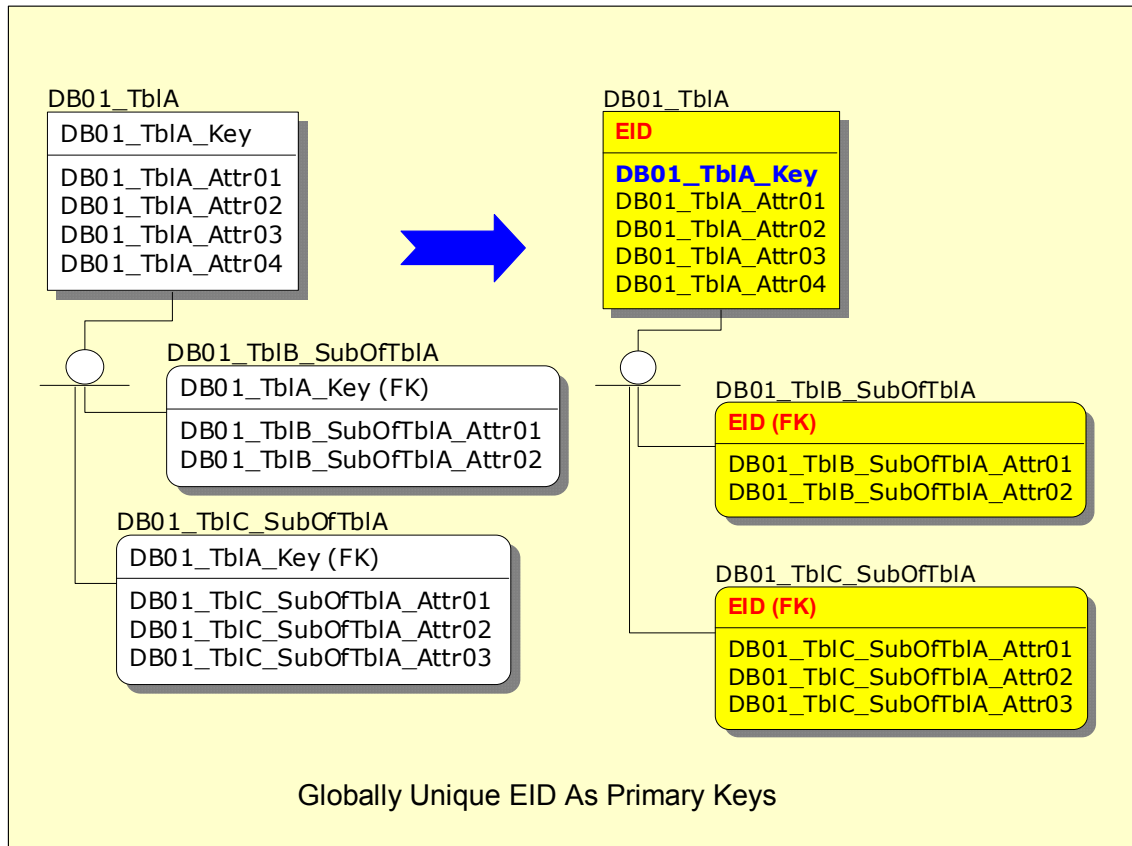 DB01_TblA
DB01_TblA_Key
DB01_TblA_Attr01
DB01_TblA_Attr02
DB01_TblA_Attr03
DB01_TblA_Attr04
DB01_TblB_SubOfTblA
DB01_TblA_Key (FK)
DB01_TblB_SubOfTblA_Attr01
DB01_TblB_SubOfTblA_Attr02
DB01_TblC_SubOfTblA
DB01_TblA_Key (FK)
DB01_TblC_SubOfTblA_Attr01
DB01_TblC_SubOfTblA_Attr02
DB01_TblC_SubOfTblA_Attr03
DB01_TblA
EID
DB01_TblA_Key
DB01_TblA_Attr01
DB01_TblA_Attr02
DB01_TblA_Attr03
DB01_TblA_Attr04
DB01_TblB_SubOfTblA
EID (FK)
DB01_TblB_SubOfTblA_Attr01
DB01_TblB_SubOfTblA_Attr02
DB01_TblC_SubOfTblA
EID (FK)
DB01_TblC_SubOfTblA_Attr01
DB01_TblC_SubOfTblA_Attr02
DB01_TblC_SubOfTblA_Attr03
Globally Unique EID As Primary Keys